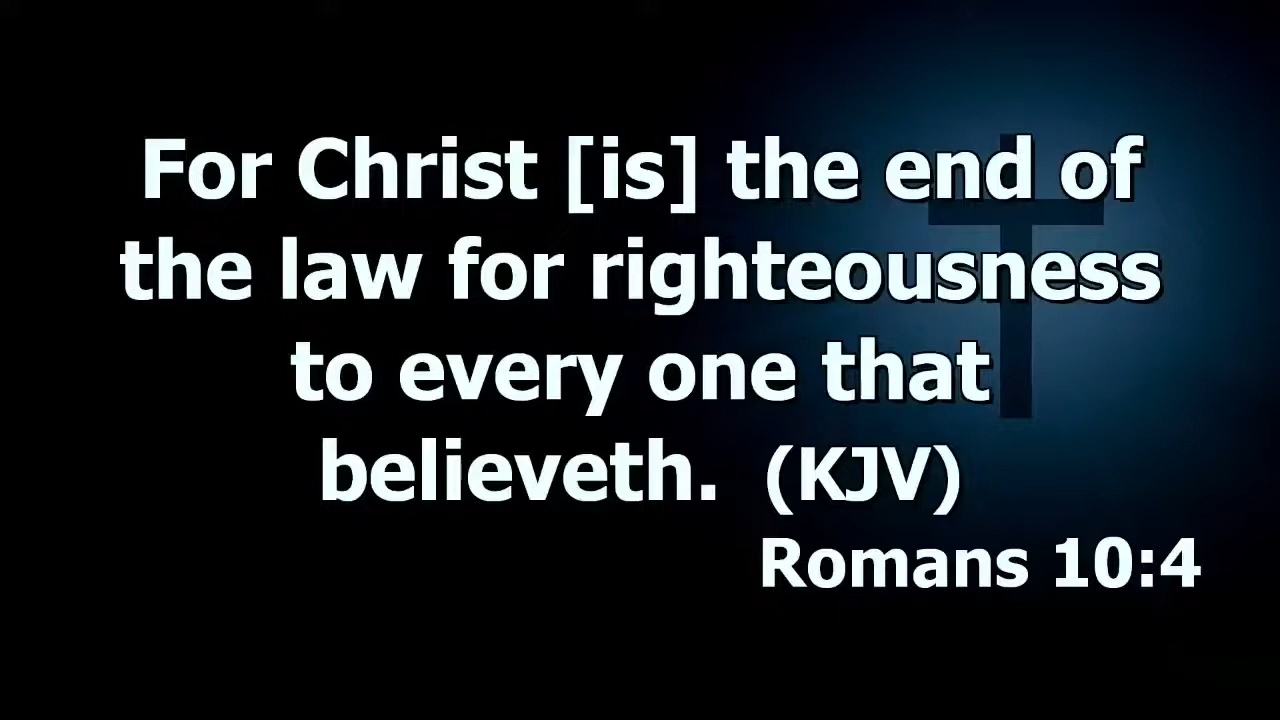 For Christ [is] the end of
the law for righteousness
to every one that
believeth.  (KJV)
Romans 10:4